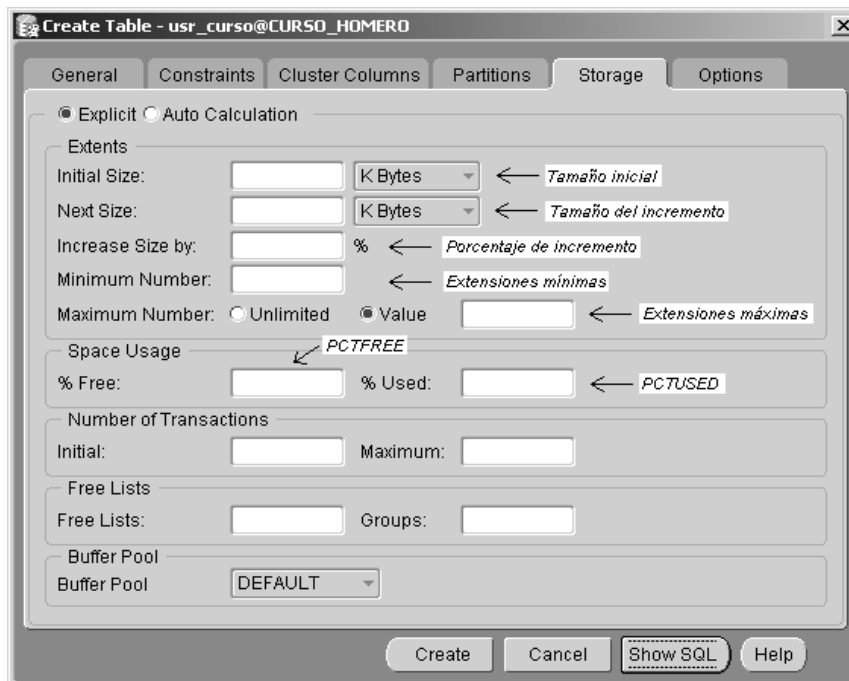 Create Table - usr_curso@CURSO_HOMERO
General Constraints Cluster Columns Partitions Storage Options
Explicit Auto Calculation
Extents
Initial Size: K Bytes Tamaño inicial
Next Size: K Bytes Tamaño del incremento
Increase Size by: % Porcentaje de incremento
Minimum Number: Extensiones mínimas
Maximum Number: Unlimited Value Extensiones máximas
Space Usage PCTFREE
% Free: % Used: PCTUSED
Number of Transactions
Initial: Maximum:
Free Lists
Free Lists: Groups:
Buffer Pool
Buffer Pool DEFAULT
Create Cancel Show SQL Help